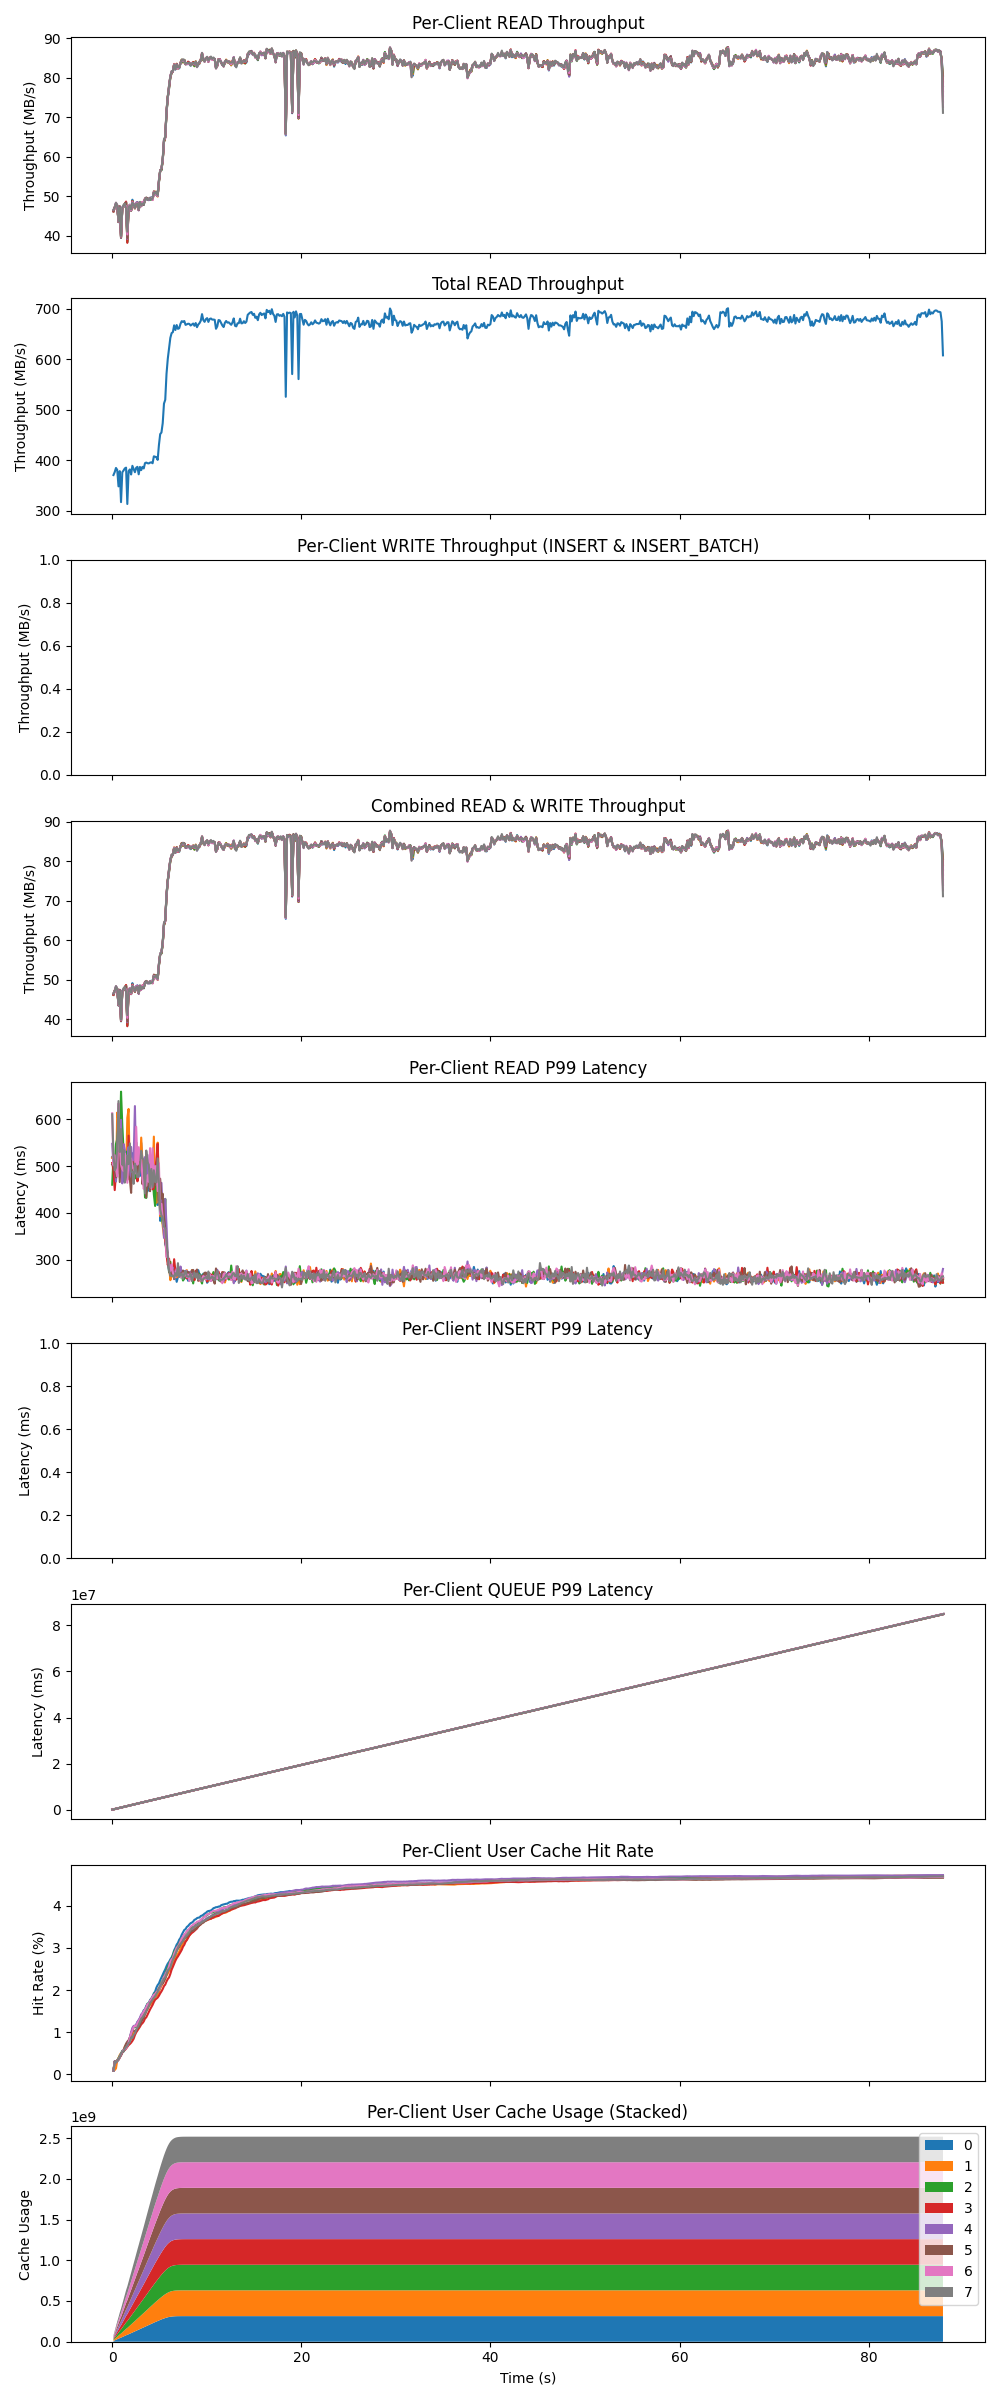 Per-Client READ Throughput
Throughput (MB/s)
90
80
70
60
50
40
Total READ Throughput
Throughput (MB/s)
700
600
500
400
300
Per-Client WRITE Throughput (INSERT & INSERT_BATCH)
Throughput (MB/s)
1.0
0.8
0.6
0.4
0.2
0.0
Combined READ & WRITE Throughput
Throughput (MB/s)
90
80
70
60
50
40
Per-Client READ P99 Latency
Latency (ms)
600
500
400
300
Per-Client INSERT P99 Latency
Latency (ms)
1.0
0.8
0.6
0.4
0.2
0.0
1e7
Per-Client QUEUE P99 Latency
Latency (ms)
8
6
4
2
0
Per-Client User Cache Hit Rate
Hit Rate (%)
4
3
2
1
0
1e9
Per-Client User Cache Usage (Stacked)
Cache Usage
2.5
2.0
1.5
1.0
0.5
0.0
0
1
2
3
4
5
6
7
0 20 40 60 80
Time (s)